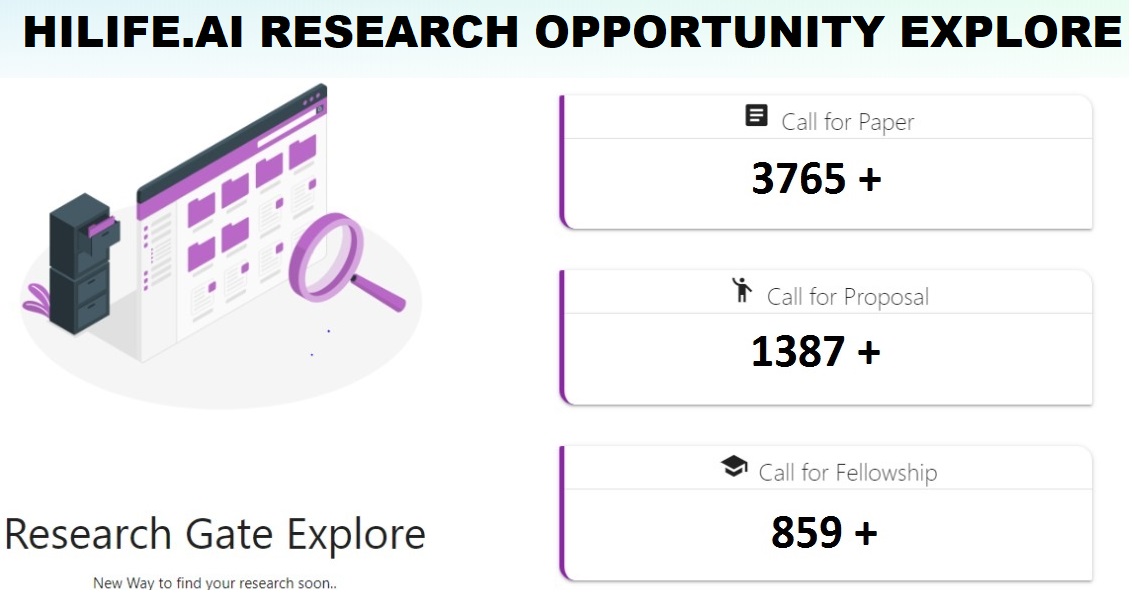 HILIFE.AI RESEARCH OPPORTUNITY EXPLORE
Call for Paper
3765 +
Call for Proposal
1387 +
Call for Fellowship
859 +
Research Gate Explore
New Way to find your research soon..